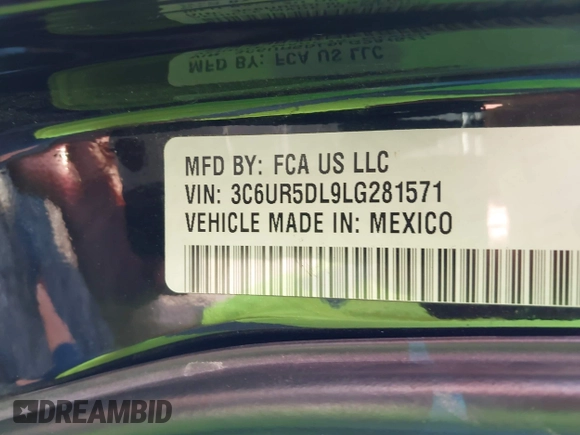 MFD BY: FCA US LLC
MFD BY: FCA US LLC
VIN: 3C6UR5DL9LG281571
VEHICLE MADE IN: MEXICO
DREAMBID